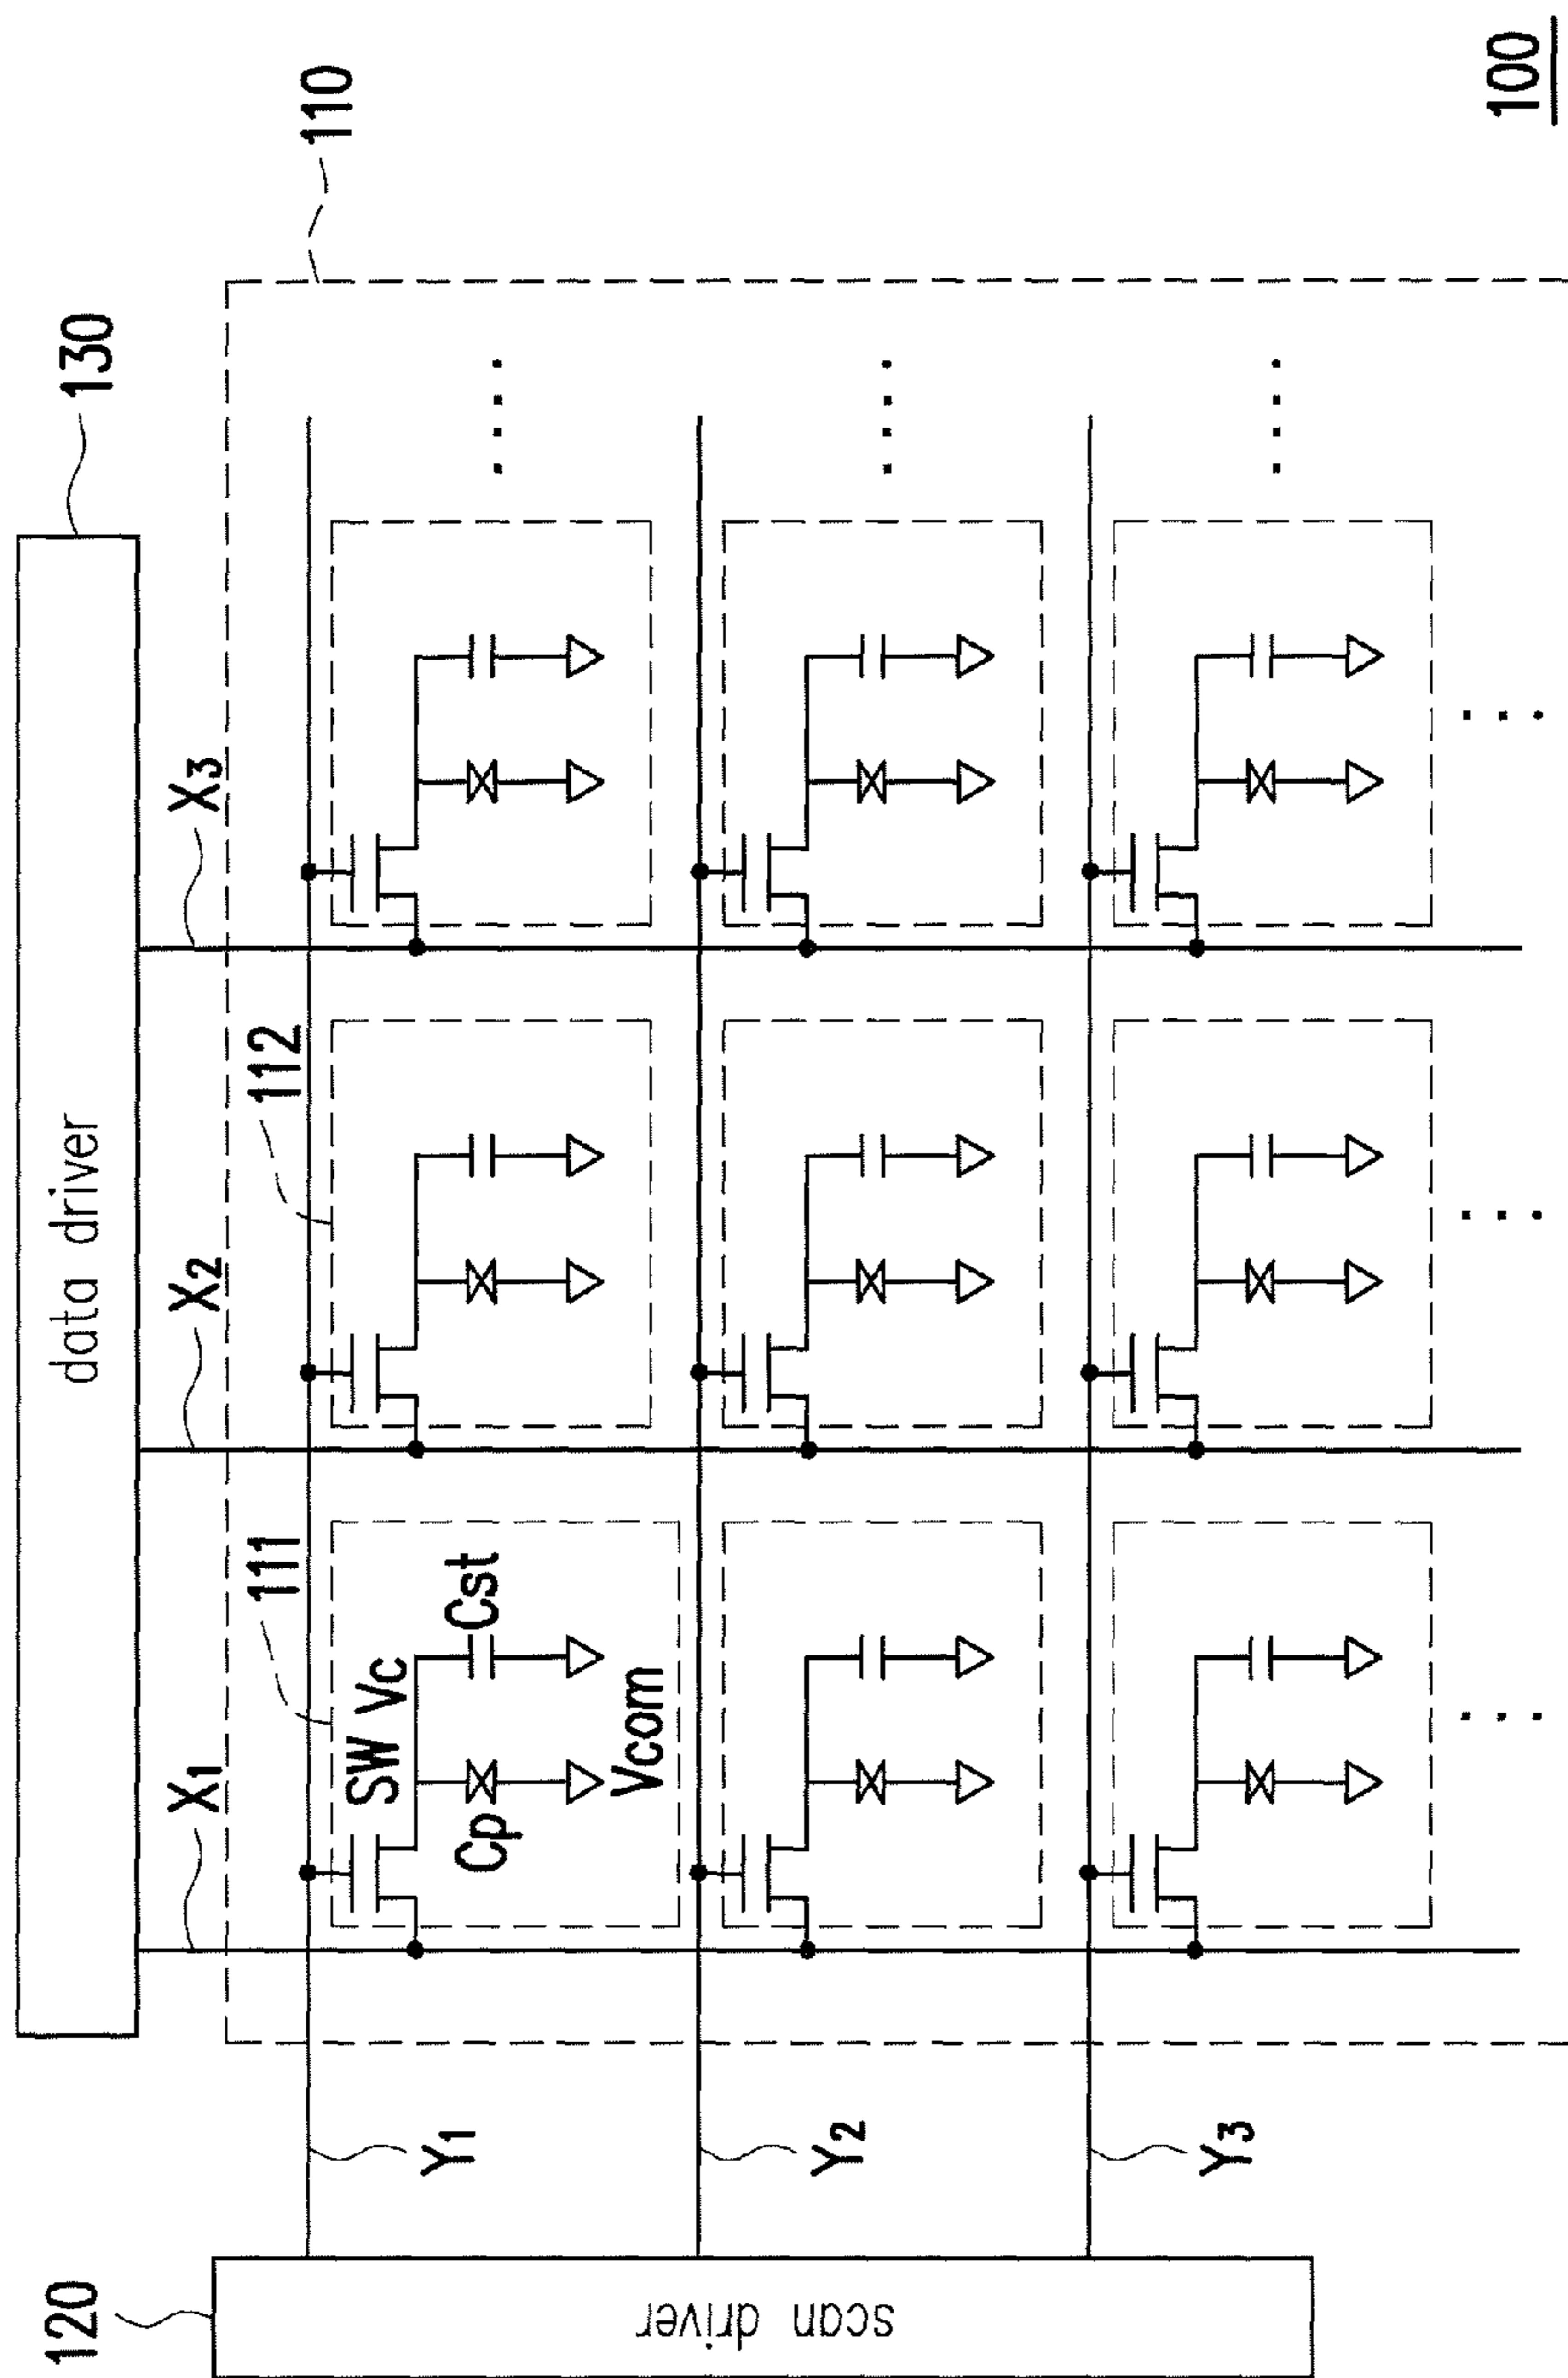 130
data driver
110
X1
X2
X3
111
112
SW Vc
Cst
Cp
Vcom
120
scan driver
Y1
Y2
Y3
100